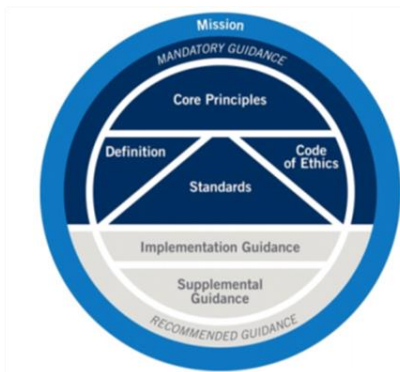 Mission
MANDATORY GUIDANCE
Core Principles
Definition
Code
of Ethics
Standards
Implementation Guidance
Supplemental
Guidance
RECOMMENDED GUIDANCE